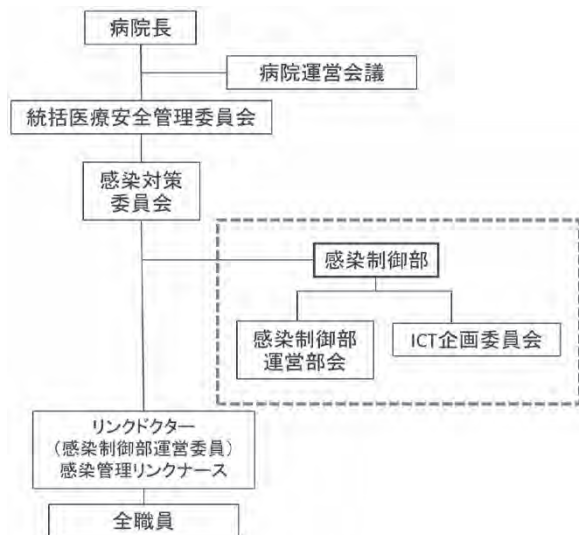 病院長
病院運営会議
統括医療安全管理委員会
感染対策
委員会
感染制御部
感染制御部
運営部会
ICT企画委員会
リンクドクター
（感染制御部運営委員）
感染管理リンクナース
全職員